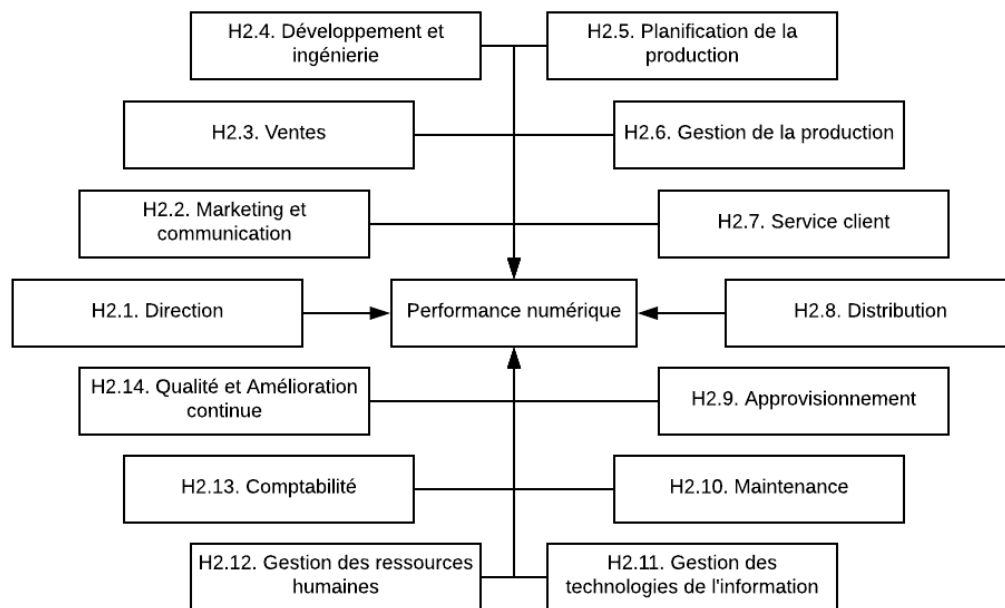 H2.4. Développement et
ingénierie
H2.5. Planification de la
production
H2.3. Ventes
H2.6. Gestion de la production
H2.2. Marketing et
communication
H2.7. Service client
H2.1. Direction
Performance numérique
H2.8. Distribution
H2.14. Qualité et Amélioration
continue
H2.9. Approvisionnement
H2.13. Comptabilité
H2.10. Maintenance
H2.12. Gestion des ressources
humaines
H2.11. Gestion des
technologies de l'information